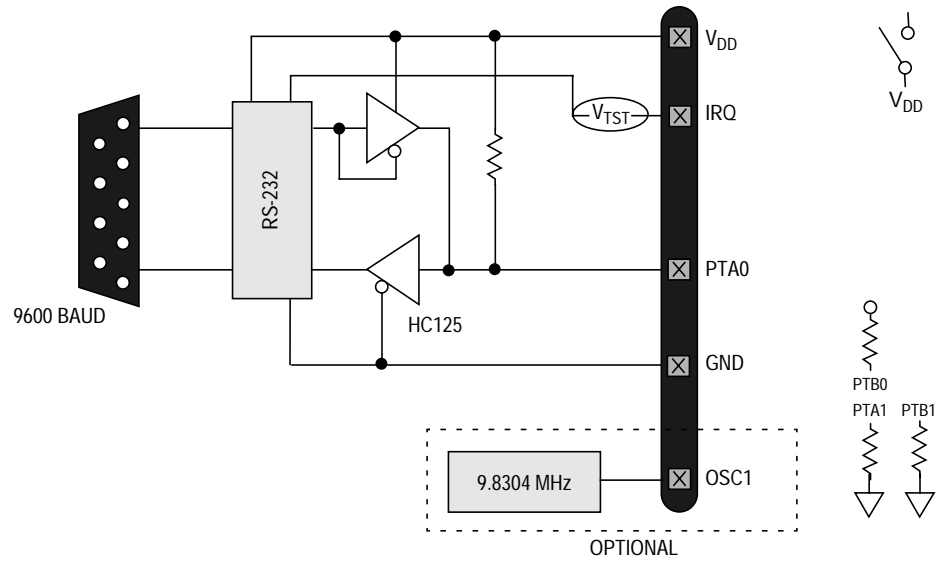 VDD
VDD
VTST
IRQ
RS-232
PTA0
9600 BAUD
HC125
GND
PTB0
PTA1 PTB1
9.8304 MHz
OSC1
OPTIONAL